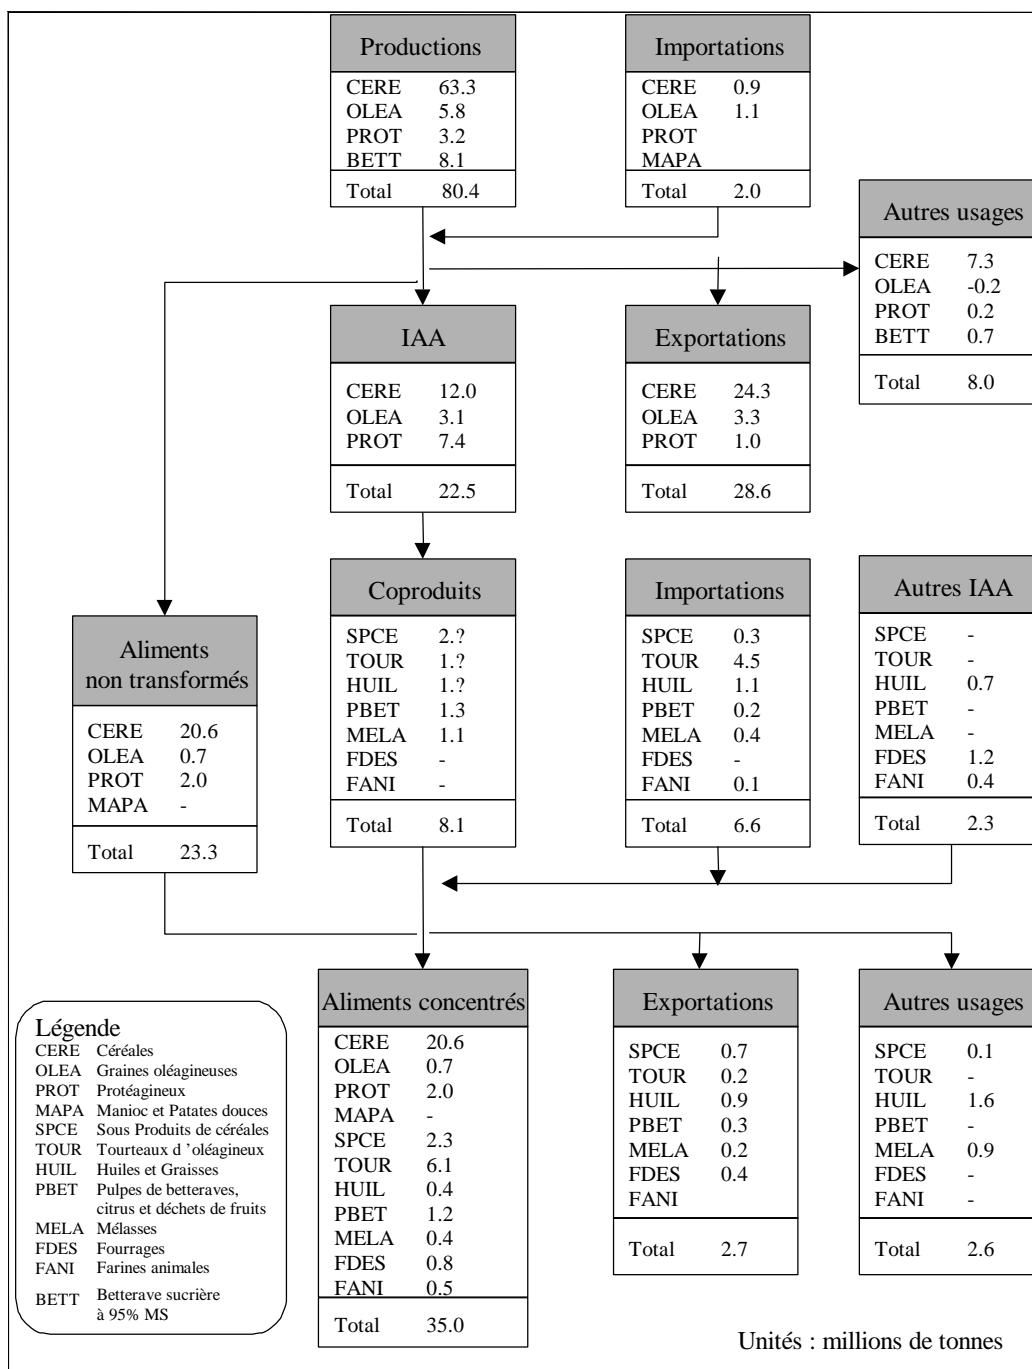 Productions
CERE 63.3
OLEA 5.8
PROT 3.2
BETT 8.1
Total 80.4
Importations
CERE 0.9
OLEA 1.1
PROT
MAPA
Total 2.0
Autres usages
CERE 7.3
OLEA -0.2
PROT 0.2
BETT 0.7
Total 8.0
IAA
CERE 12.0
OLEA 3.1
PROT 7.4
Total 22.5
Exportations
CERE 24.3
OLEA 3.3
PROT 1.0
Total 28.6
Aliments
non transformés
CERE 20.6
OLEA 0.7
PROT 2.0
MAPA -
Total 23.3
Coproduits
SPCE 2.?
TOUR 1.?
HUIL 1.?
PBET 1.3
MELA 1.1
FDES -
FANI -
Total 8.1
Importations
SPCE 0.3
TOUR 4.5
HUIL 1.1
PBET 0.2
MELA 0.4
FDES -
FANI 0.1
Total 6.6
Autres IAA
SPCE -
TOUR -
HUIL 0.7
PBET -
MELA -
FDES 1.2
FANI 0.4
Total 2.3
Légende
CERE Céréales
OLEA Graines oléagineuses
PROT Protéagineux
MAPA Manioc et Patates douces
SPCE Sous Produits de céréales
TOUR Tourteaux d ’oléagineux
HUIL Huiles et Graisses
PBET Pulpes de betteraves,
citrus et déchets de fruits
MELA Mélasses
FDES Fourrages
FANI Farines animales
BETT Betterave sucrière
à 95% MS
Aliments concentrés
CERE 20.6
OLEA 0.7
PROT 2.0
MAPA -
SPCE 2.3
TOUR 6.1
HUIL 0.4
PBET 1.2
MELA 0.4
FDES 0.8
FANI 0.5
Total 35.0
Exportations
SPCE 0.7
TOUR 0.2
HUIL 0.9
PBET 0.3
MELA 0.2
FDES 0.4
FANI
Total 2.7
Autres usages
SPCE 0.1
TOUR -
HUIL 1.6
PBET -
MELA 0.9
FDES -
FANI -
Total 2.6
Unités : millions de tonnes